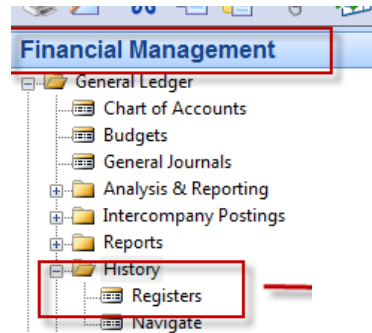 Financial Management
General Ledger
Chart of Accounts
Budgets
General Journals
Analysis & Reporting
Intercompany Postings
Reports
History
Registers
Navigate